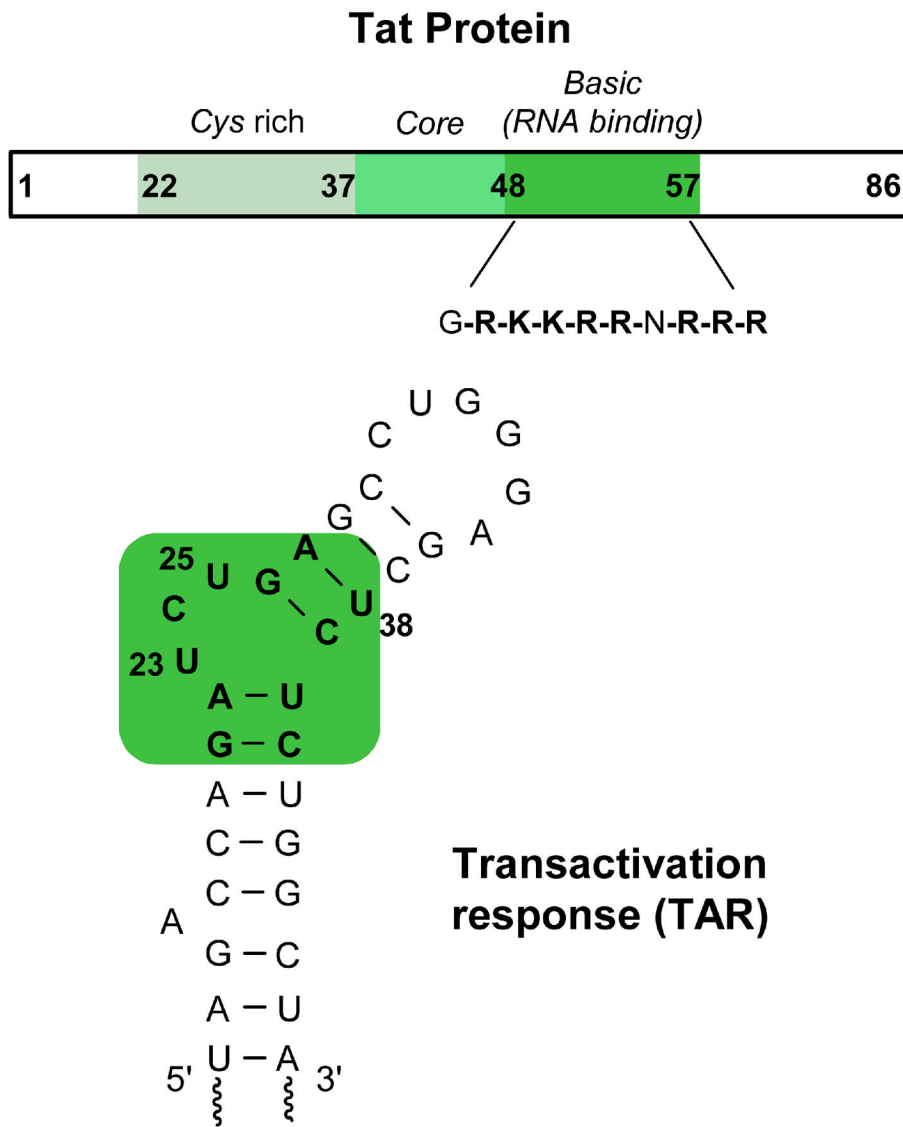 Tat Protein
Basic
Cys rich Core (RNA binding)
1 22 37 48 57 86
G-R-K-K-R-R-N-R-R-R
U G
C G
C G
G A
A G
25 C
U G U
C C 38
23 U
A – U
G – C
A – U
C – G
C – G
A
G – C
A – U
U – A
5' 3'
Transactivation
response (TAR)